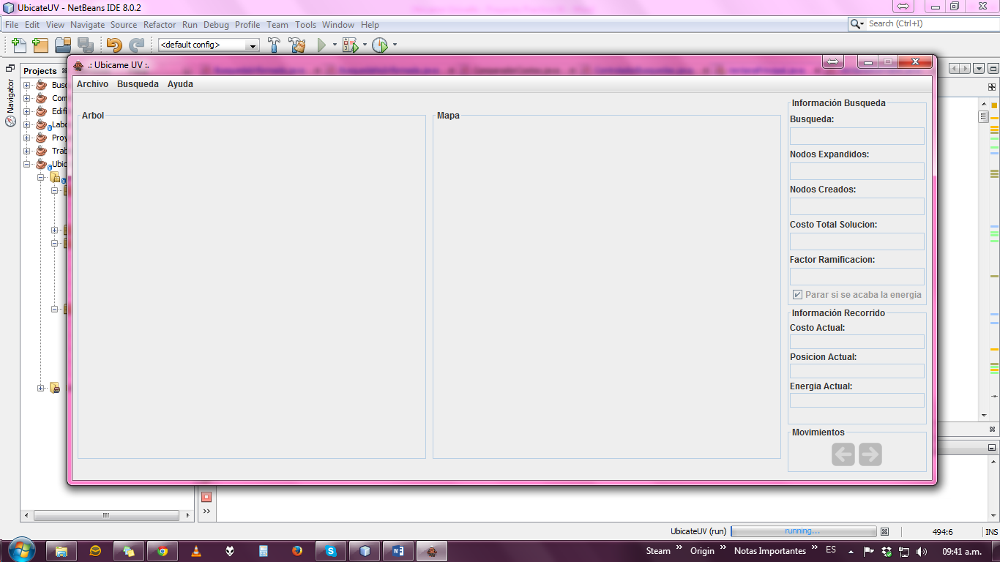 UbicateUV - NetBeans IDE 8.0.2
File Edit View Navigate Source Refactor Run Debug Profile Team Tools Window Help
Search (Ctrl+I)
<default config>
.: Ubicame UV :.
Projects
Navigator
Archivo Busqueda Ayuda
Arbol
Mapa
Información Busqueda
Busqueda:
Nodos Expandidos:
Nodos Creados:
Costo Total Solucion:
Factor Ramificacion:
Parar si se acaba la energia
Información Recorrido
Costo Actual:
Posicion Actual:
Energia Actual:
Movimientos
Busc
Com
Edifi
Labo
Proy
Trab
Ubic
UbicateUV (run)
running...
494:6
INS
Steam
Origin
Notas Importantes
ES
09:41 a.m.